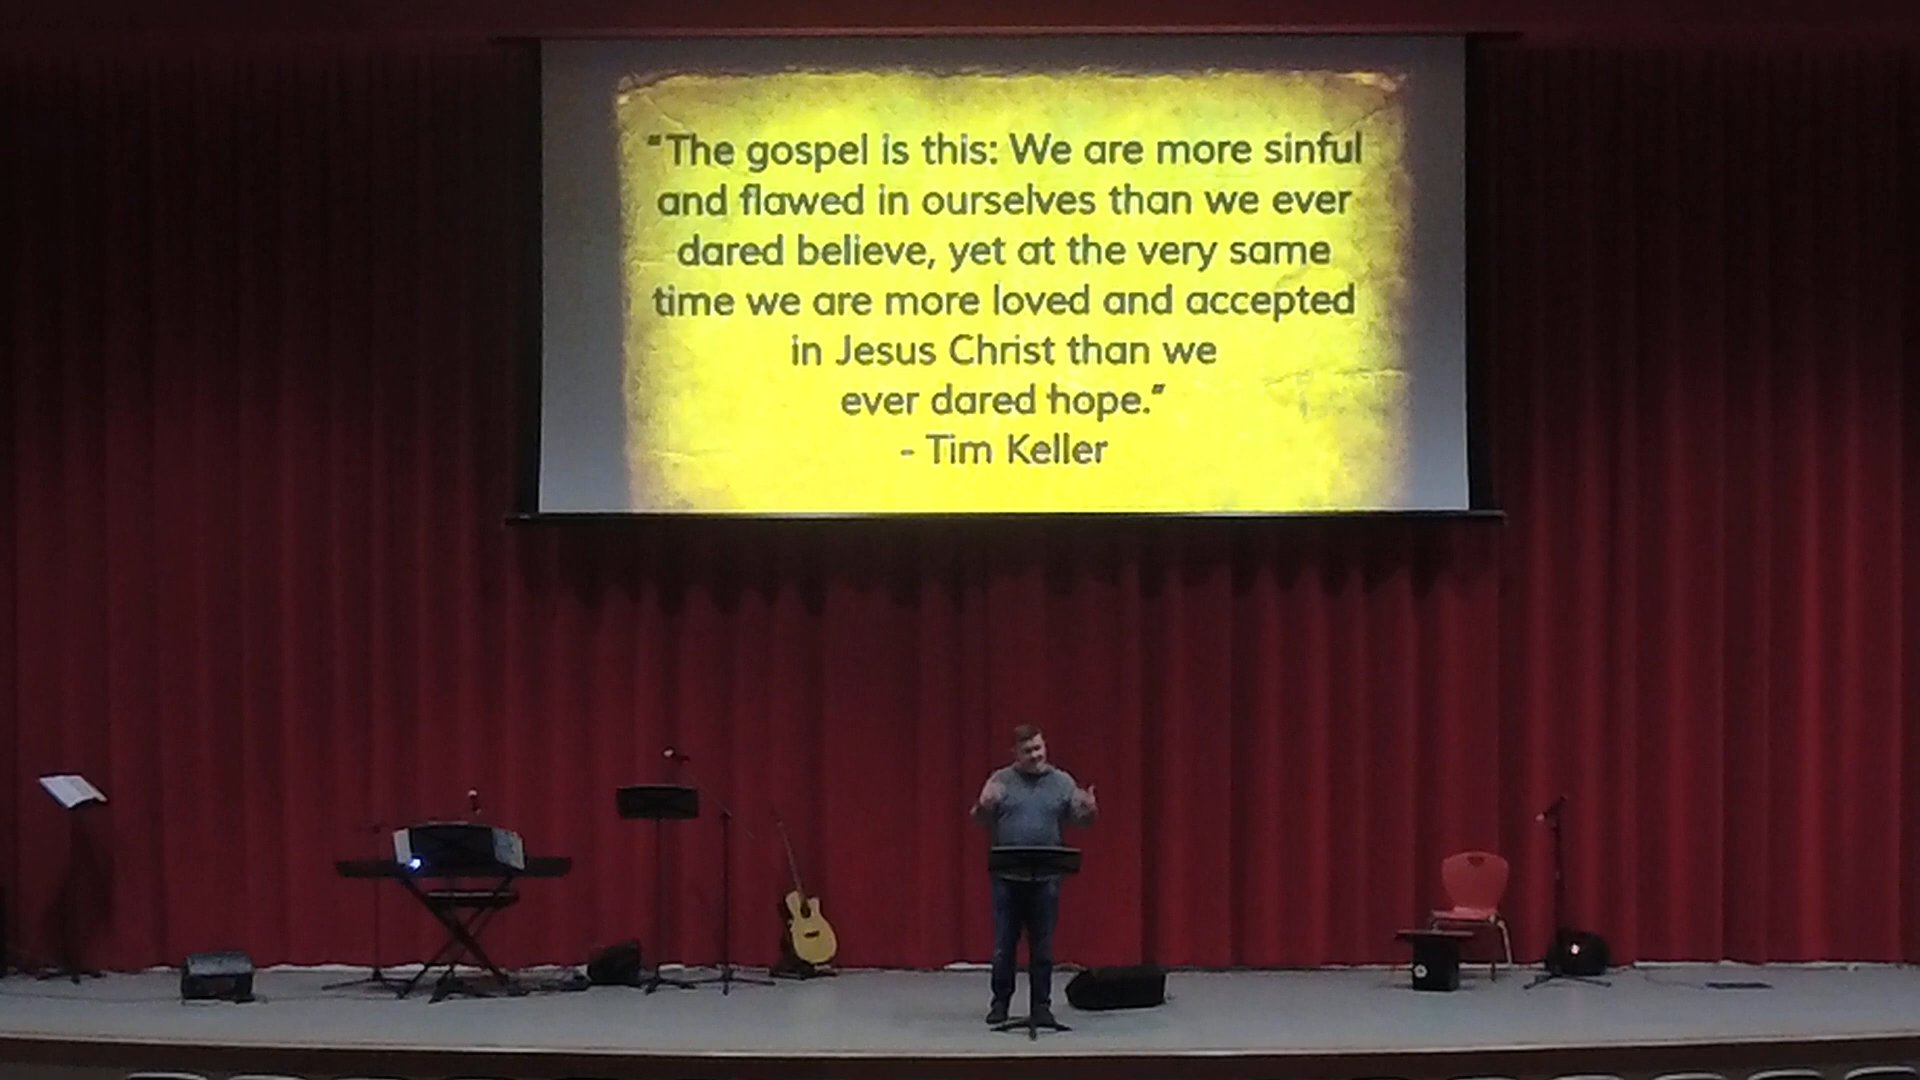 “The gospel is this: We are more sinful
and flawed in ourselves than we ever
dared believe, yet at the very same
time we are more loved and accepted
in Jesus Christ than we
ever dared hope.”
- Tim Keller